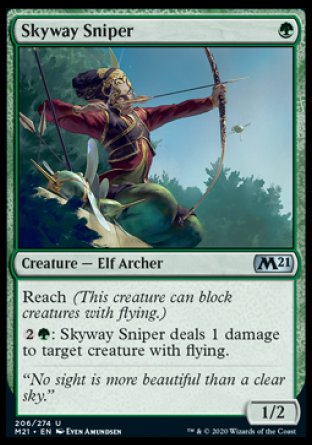 Skyway Sniper
Creature — Elf Archer
M21
Reach (This creature can block
creatures with flying.)
2: Skyway Sniper deals 1 damage
to target creature with flying.
“No sight is more beautiful than a clear
sky.”
1/2
206/274 U
M21 • EN Even Amundsen
™ & © 2020 Wizards of the Coast